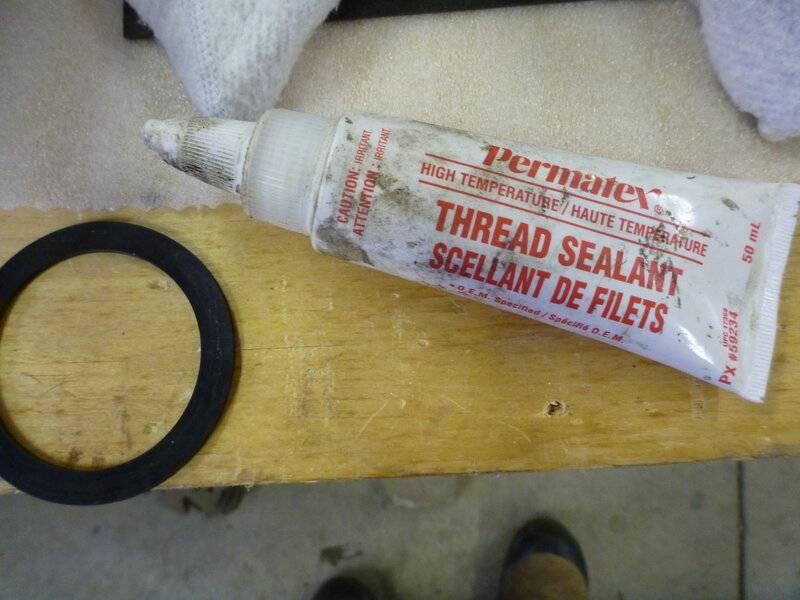 CAUTION: IRRITANT.
ATTENTION : IRRITANT.
Permatex®
HIGH TEMPERATURE / HAUTE TEMPERATURE
THREAD SEALANT
SCELLANT DE FILETS
• O.E.M. Specified / Spécifié O.E.M.
50 mL
PX #59234